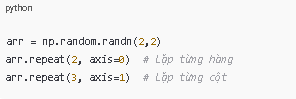 python
arr = np.random.randn(2,2)
arr.repeat(2, axis=0)  # Lặp từng hàng
arr.repeat(3, axis=1)  # Lặp từng cột